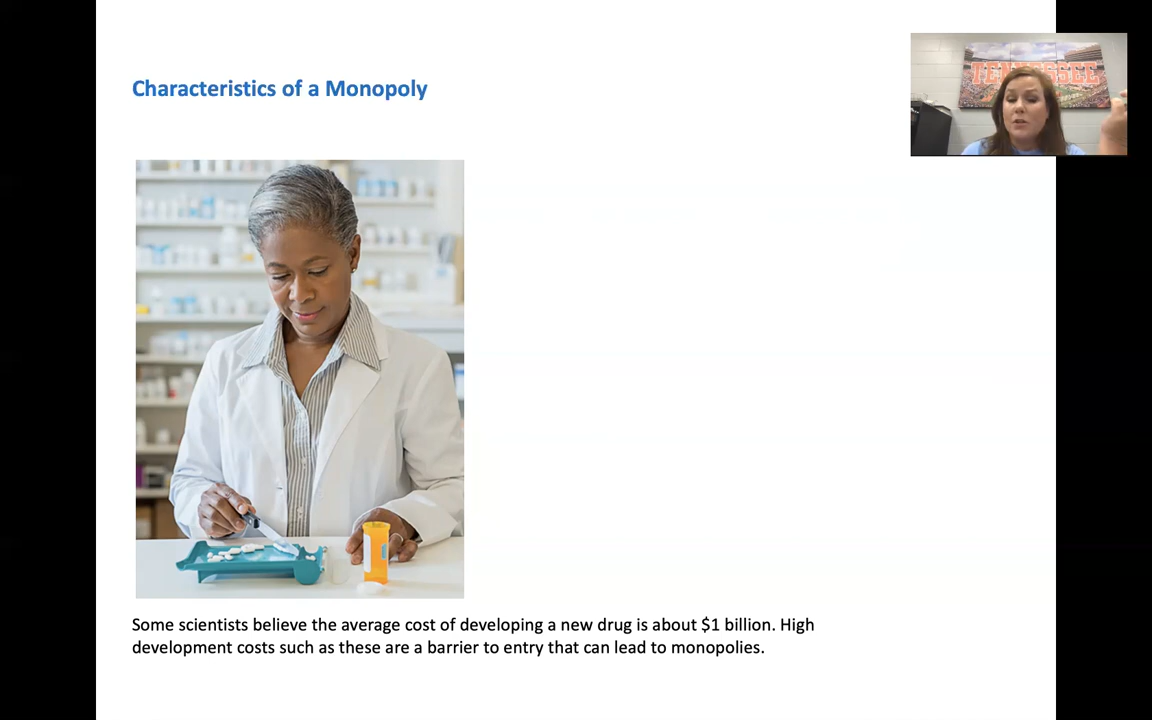 Characteristics of a Monopoly
TENNESSEE
Some scientists believe the average cost of developing a new drug is about $1 billion. High
development costs such as these are a barrier to entry that can lead to monopolies.